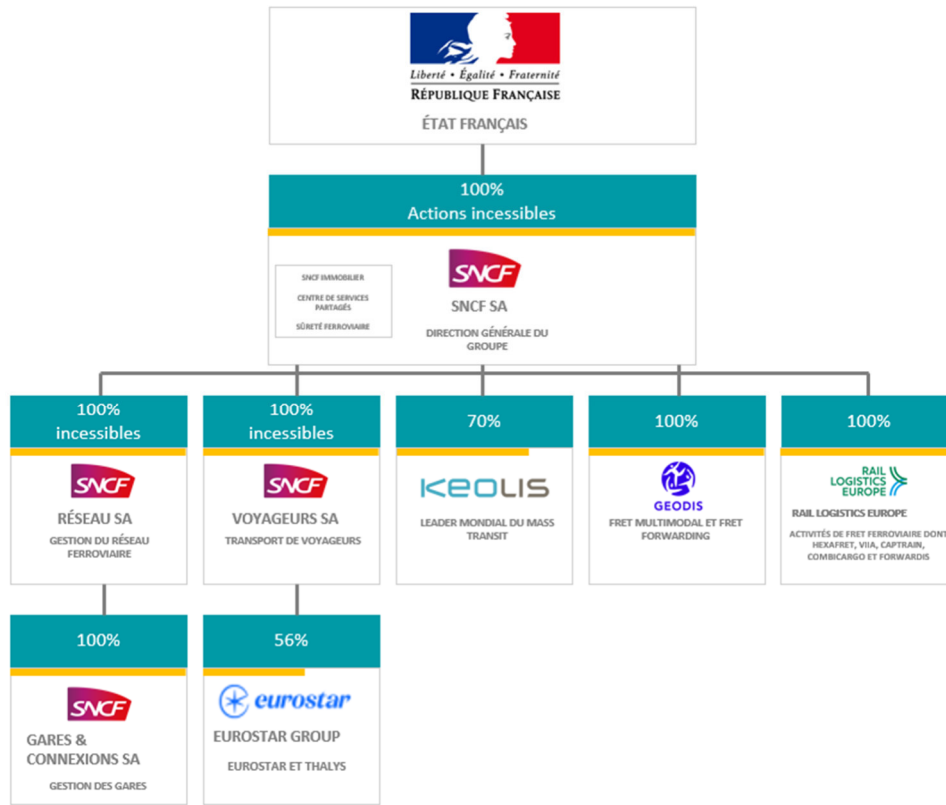 Liberté • Égalité • Fraternité
RÉPUBLIQUE FRANÇAISE
ÉTAT FRANÇAIS
100%
Actions incessibles
SNCF IMMOBILIER
CENTRE DE SERVICES
PARTAGÉS
SÛRETÉ FERROVIAIRE
SNCF
SNCF SA
DIRECTION GÉNÉRALE DU
GROUPE
100%
incessibles
SNCF
RÉSEAU SA
GESTION DU RÉSEAU
FERROVIAIRE
100%
incessibles
SNCF
VOYAGEURS SA
TRANSPORT DE VOYAGEURS
70%
KEOLIS
LEADER MONDIAL DU MASS
TRANSIT
100%
GEODIS
FRET MULTIMODAL ET FRET
FORWARDING
100%
RAIL
LOGISTICS
EUROPE
RAIL LOGISTICS EUROPE
ACTIVITÉS DE FRET FERROVIAIRE DONT
HEXAFRET, VIIA, CAPTRAIN,
COMBICARGO ET FORWARDIS
100%
SNCF
GARES &
CONNEXIONS SA
GESTION DES GARES
56%
eurostar
EUROSTAR GROUP
EUROSTAR ET THALYS